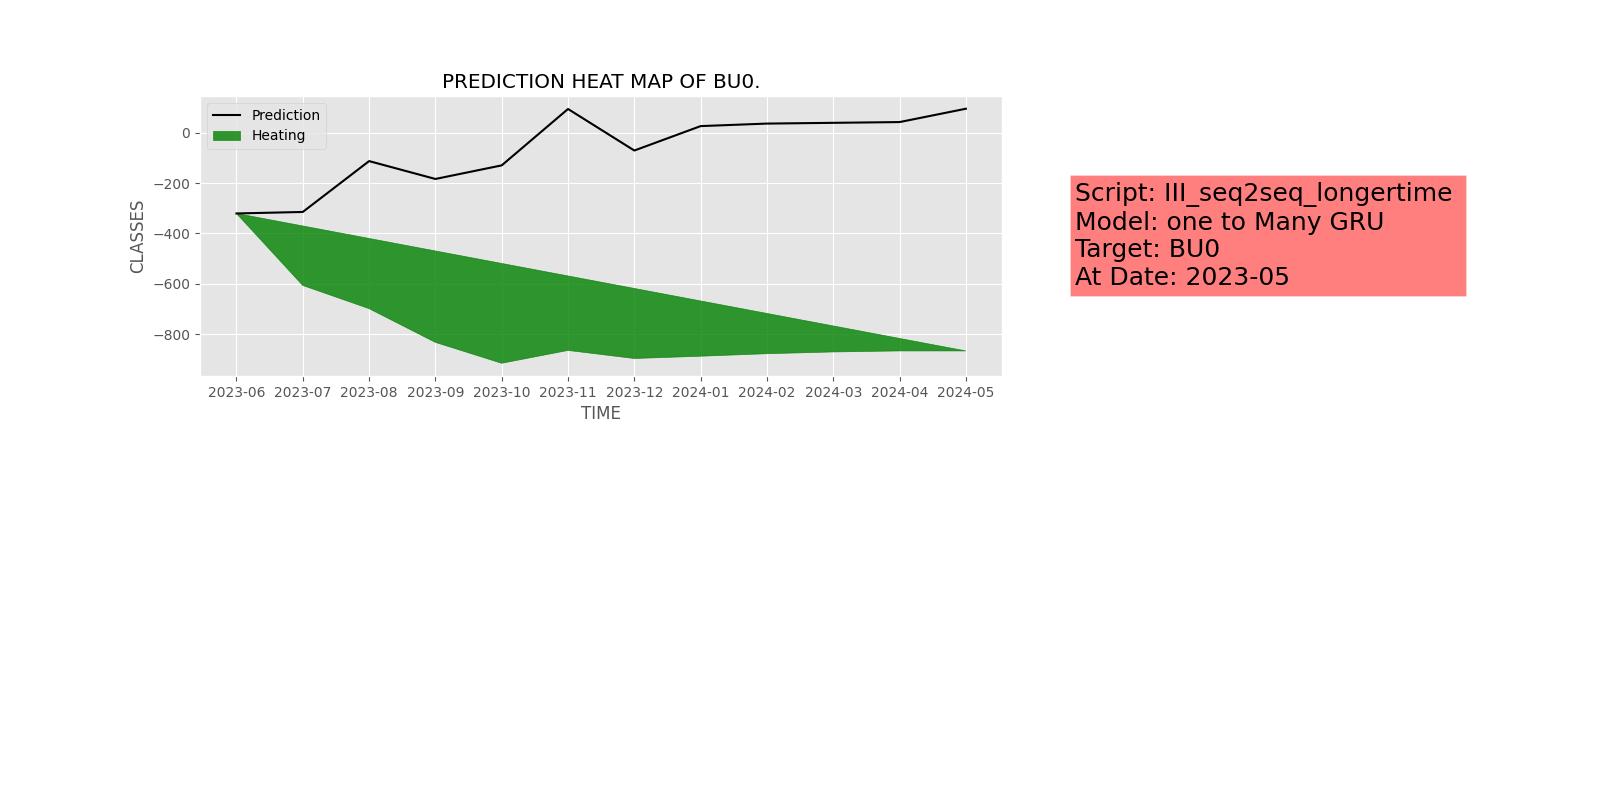 PREDICTION HEAT MAP OF BU0.
Prediction
Heating
0
−200
−400
−600
−800
CLASSES
2023-06 2023-07 2023-08 2023-09 2023-10 2023-11 2023-12 2024-01 2024-02 2024-03 2024-04 2024-05
TIME
Script: III_seq2seq_longertime
Model: one to Many GRU
Target: BU0
At Date: 2023-05